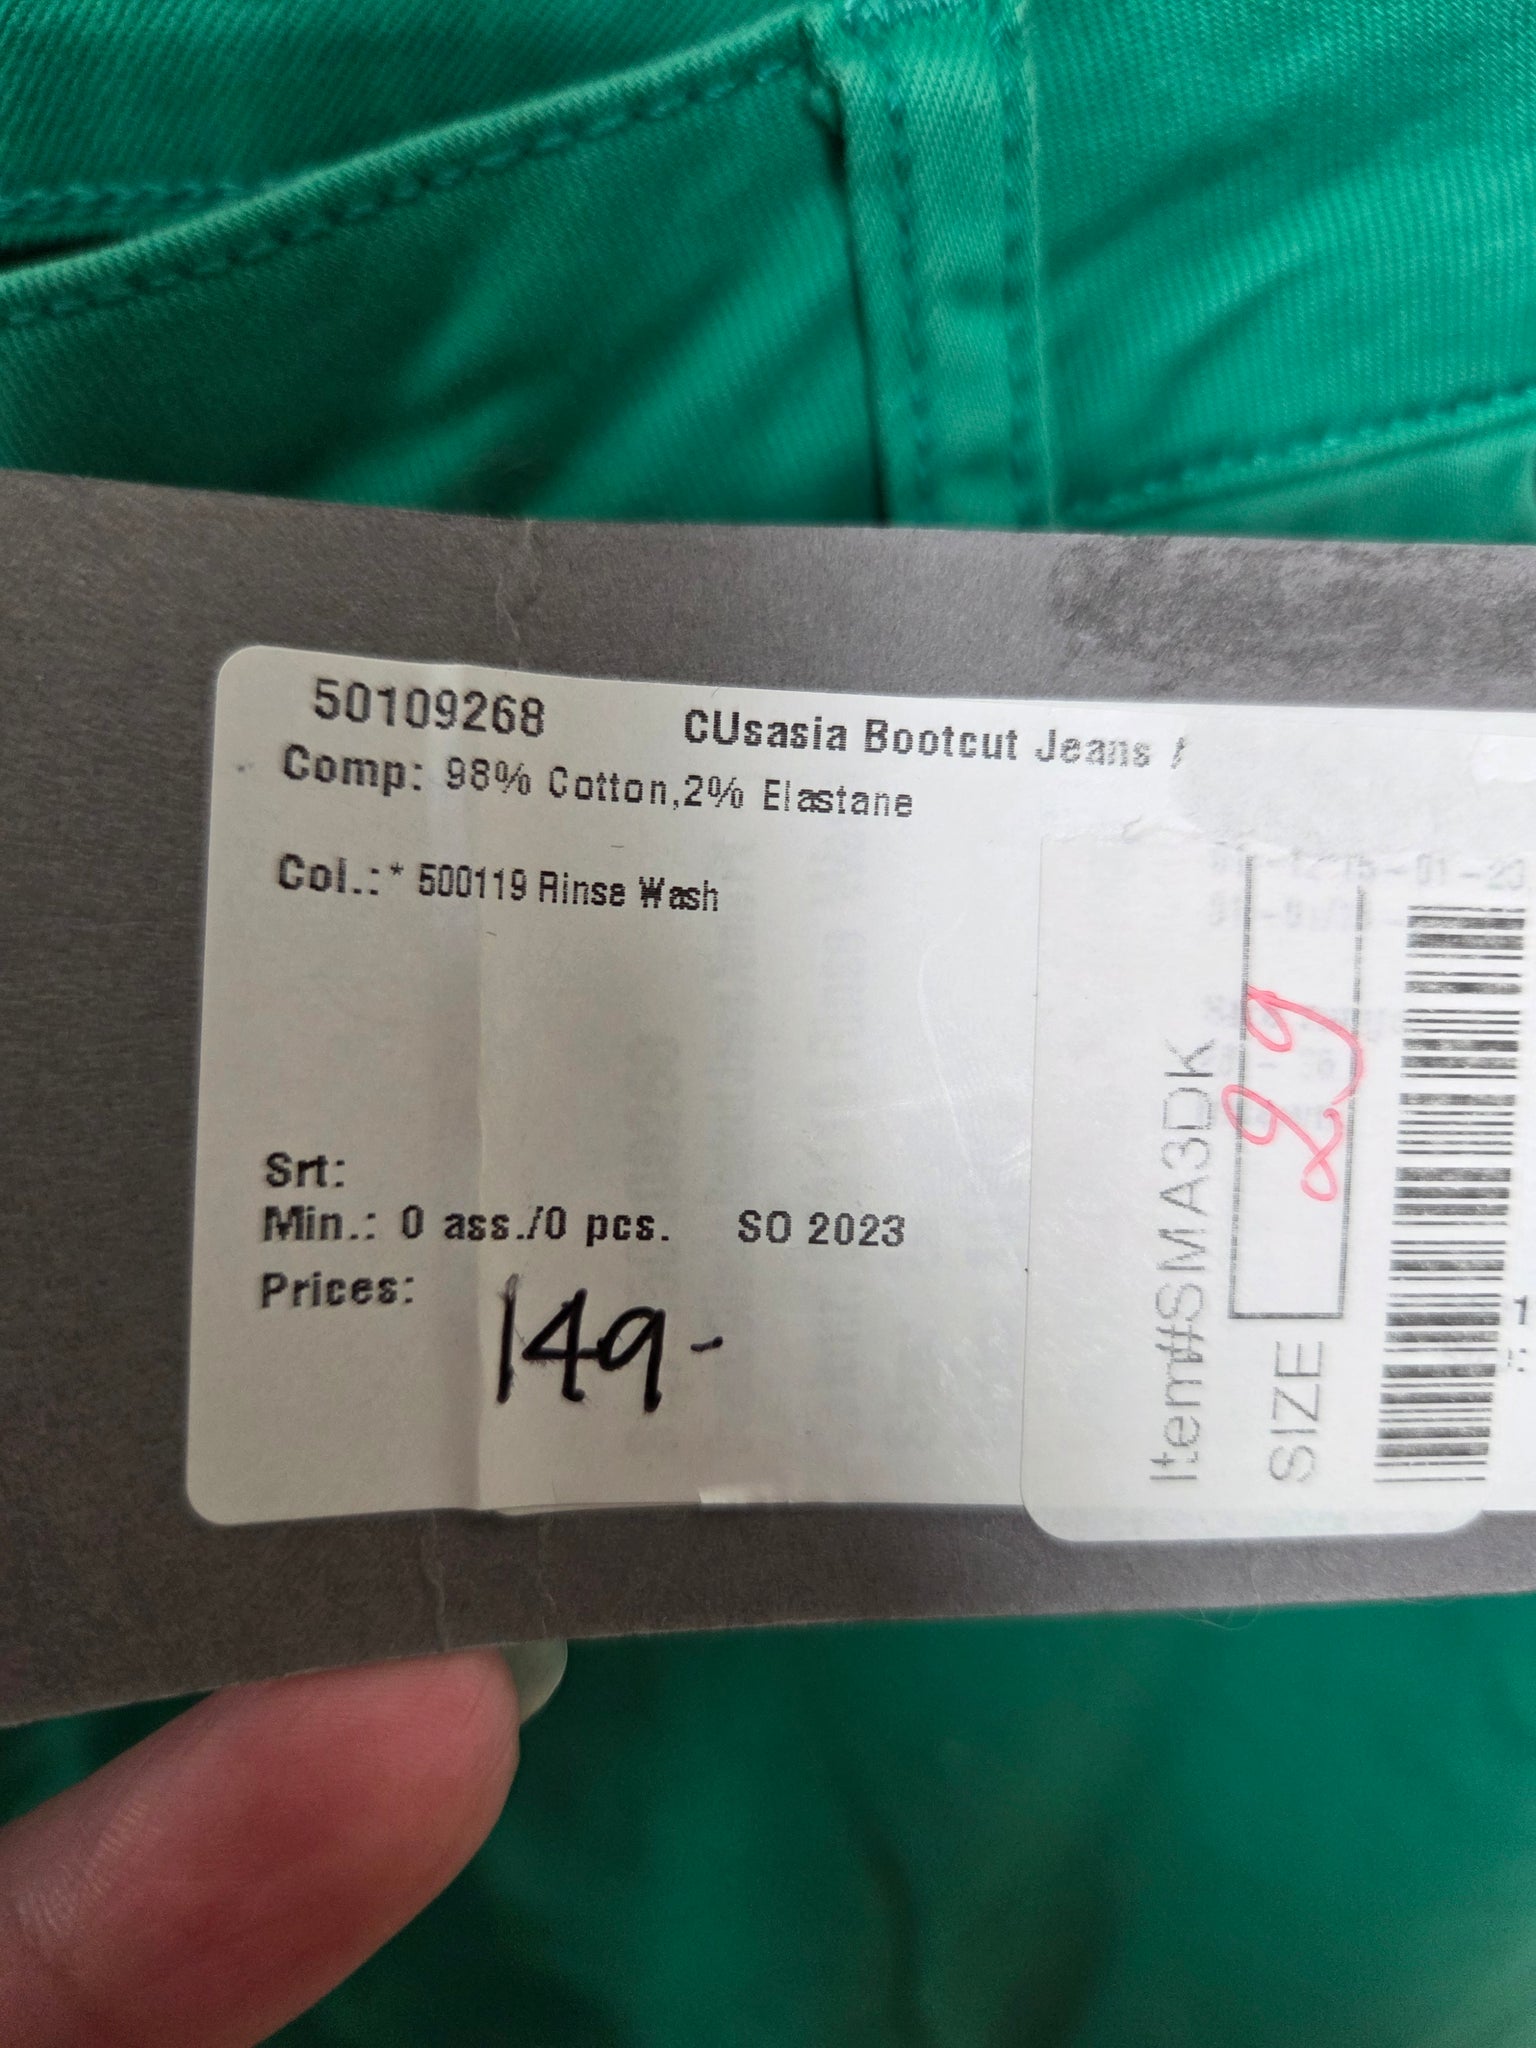 50109268 CUsasia Bootcut Jeans
Comp: 98% Cotton,2% Elastane
Col.:* 500119 Rinse Wash
Srt:
Min.: 0 ass./0 pcs. SO 2023
Prices:
149-
Item#SMA3DK
SIZE 29